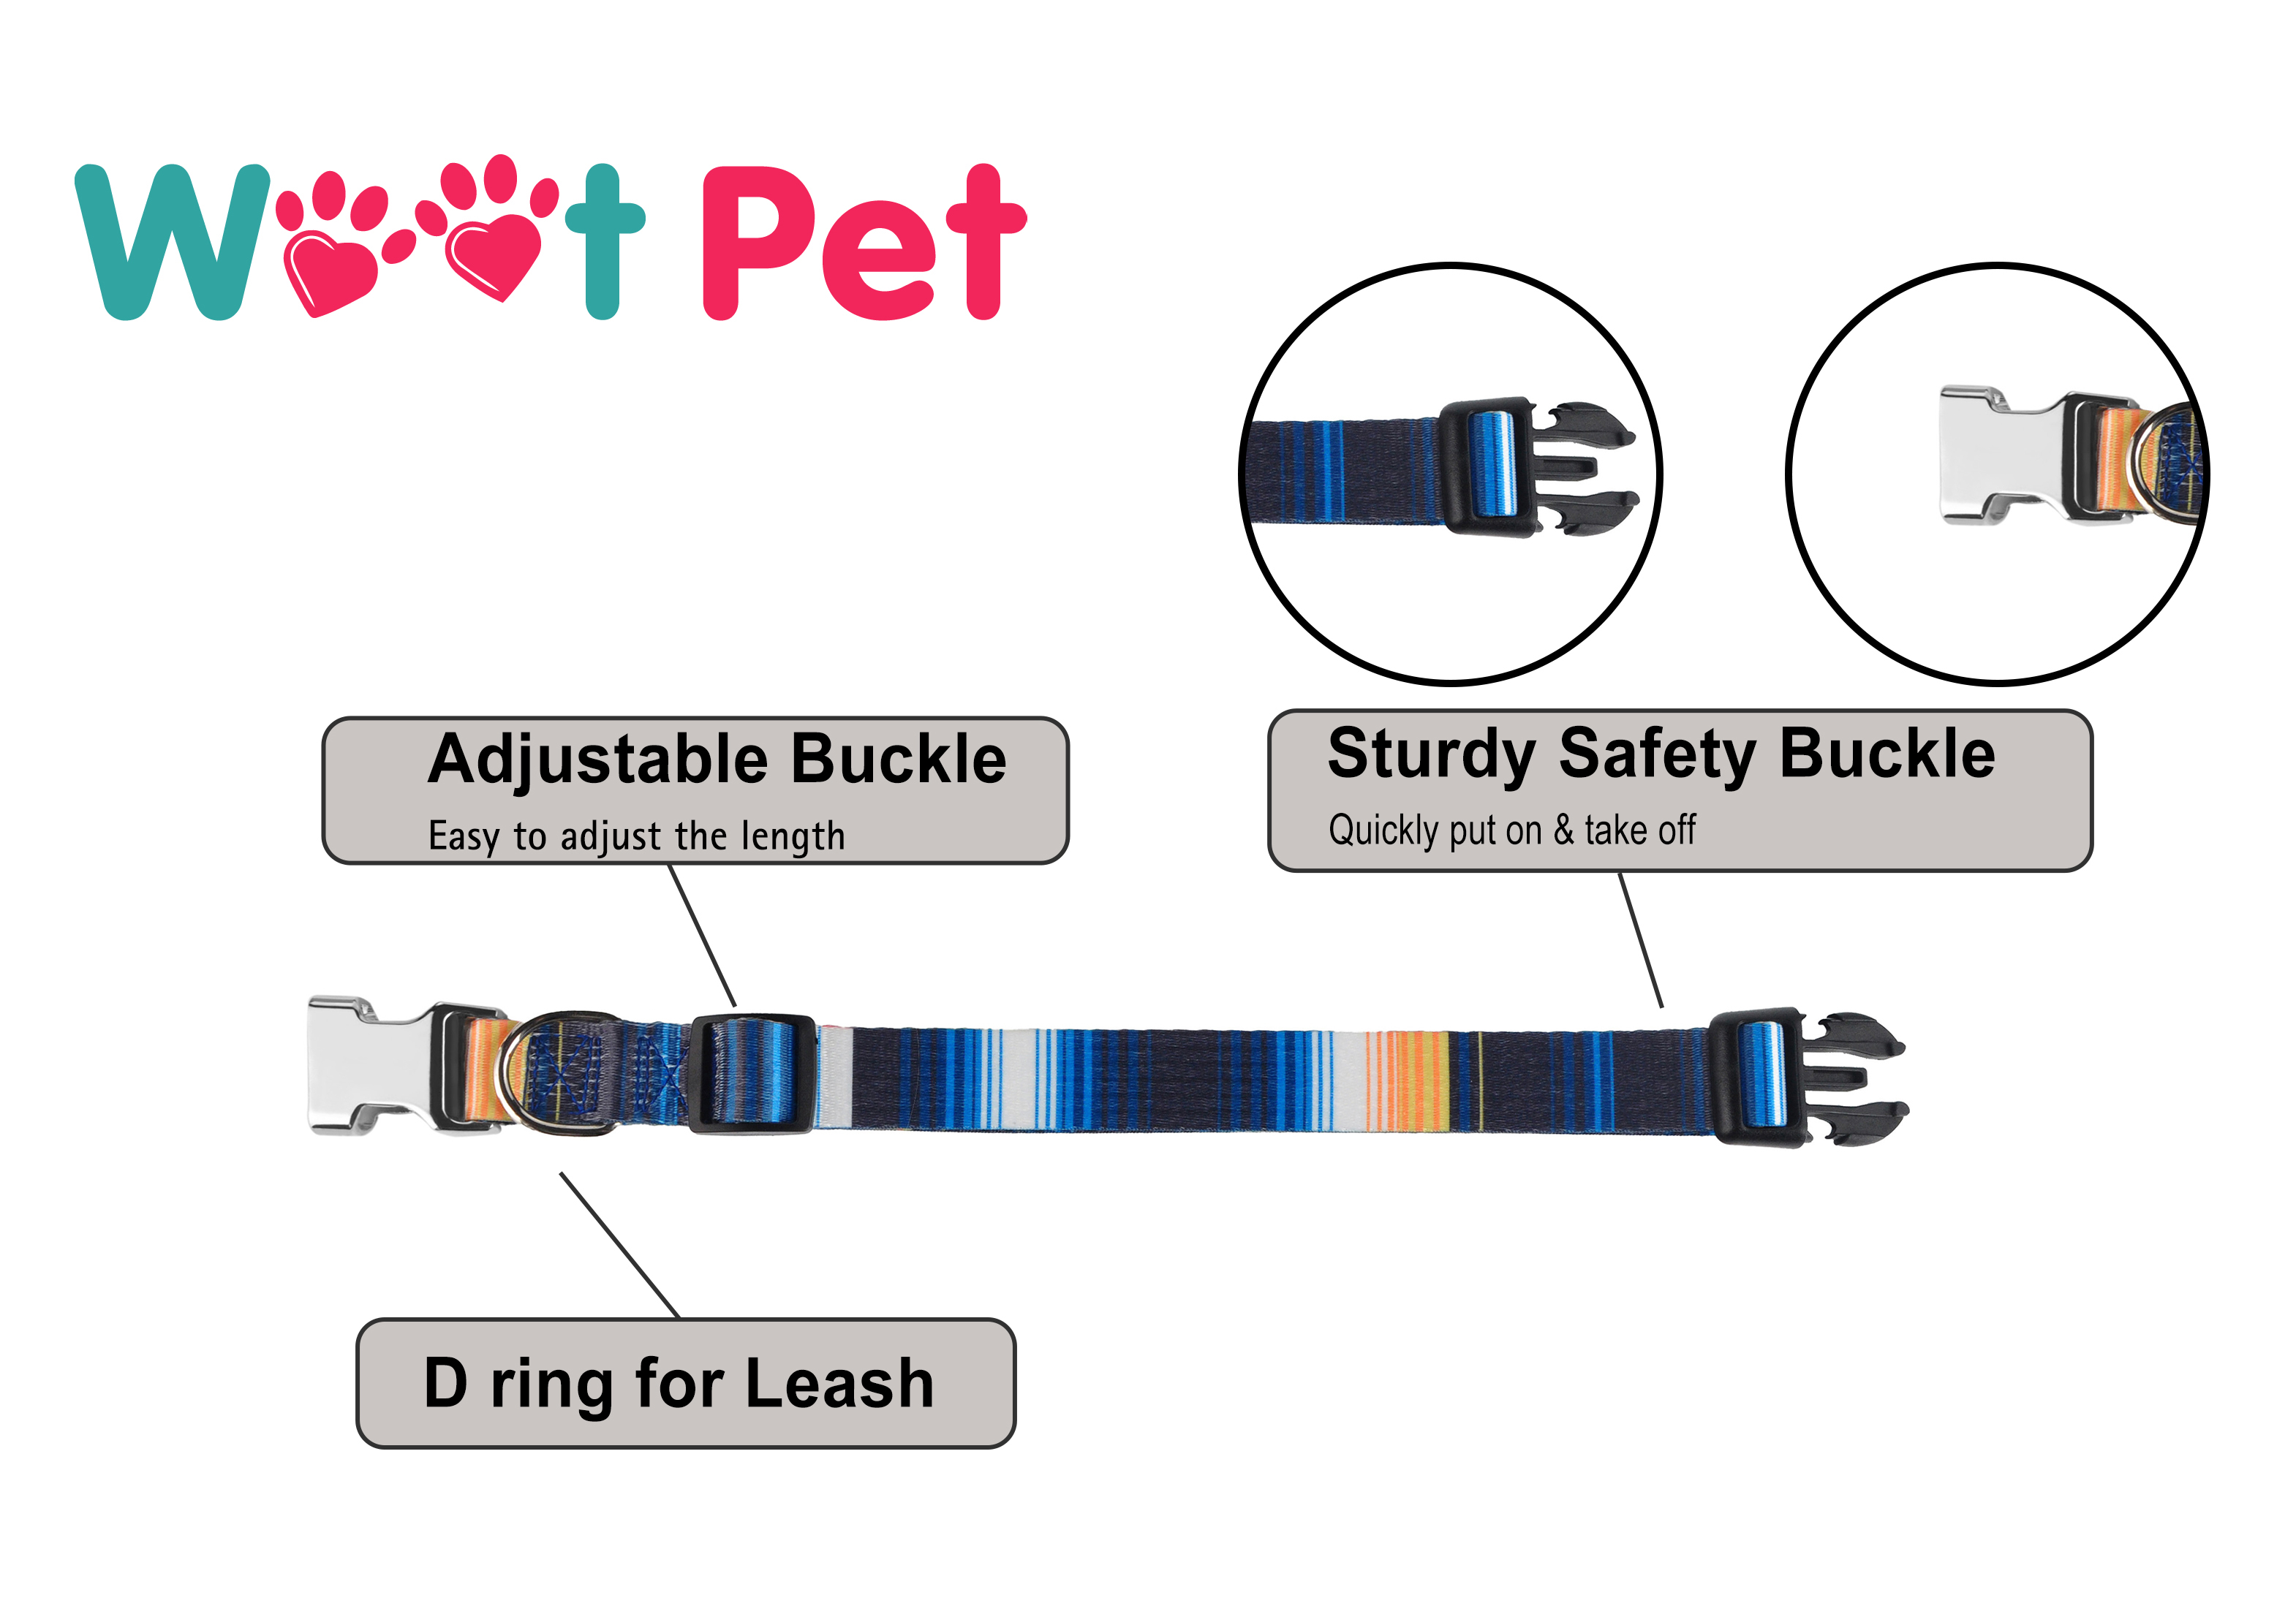 Woot Pet
Adjustable Buckle
Easy to adjust the length
Sturdy Safety Buckle
Quickly put on & take off
D ring for Leash